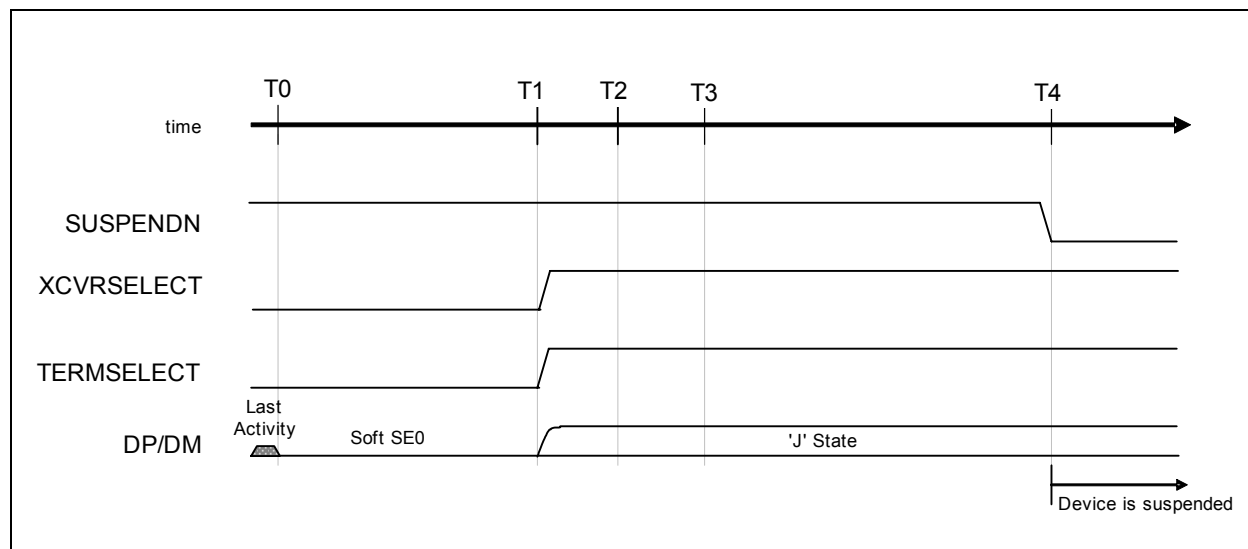 T0 T1 T2 T3 T4
time
SUSPENDN
XCVRSELECT
TERMSELECT
Last
Activity
DP/DM
Soft SE0
'J' State
Device is suspended